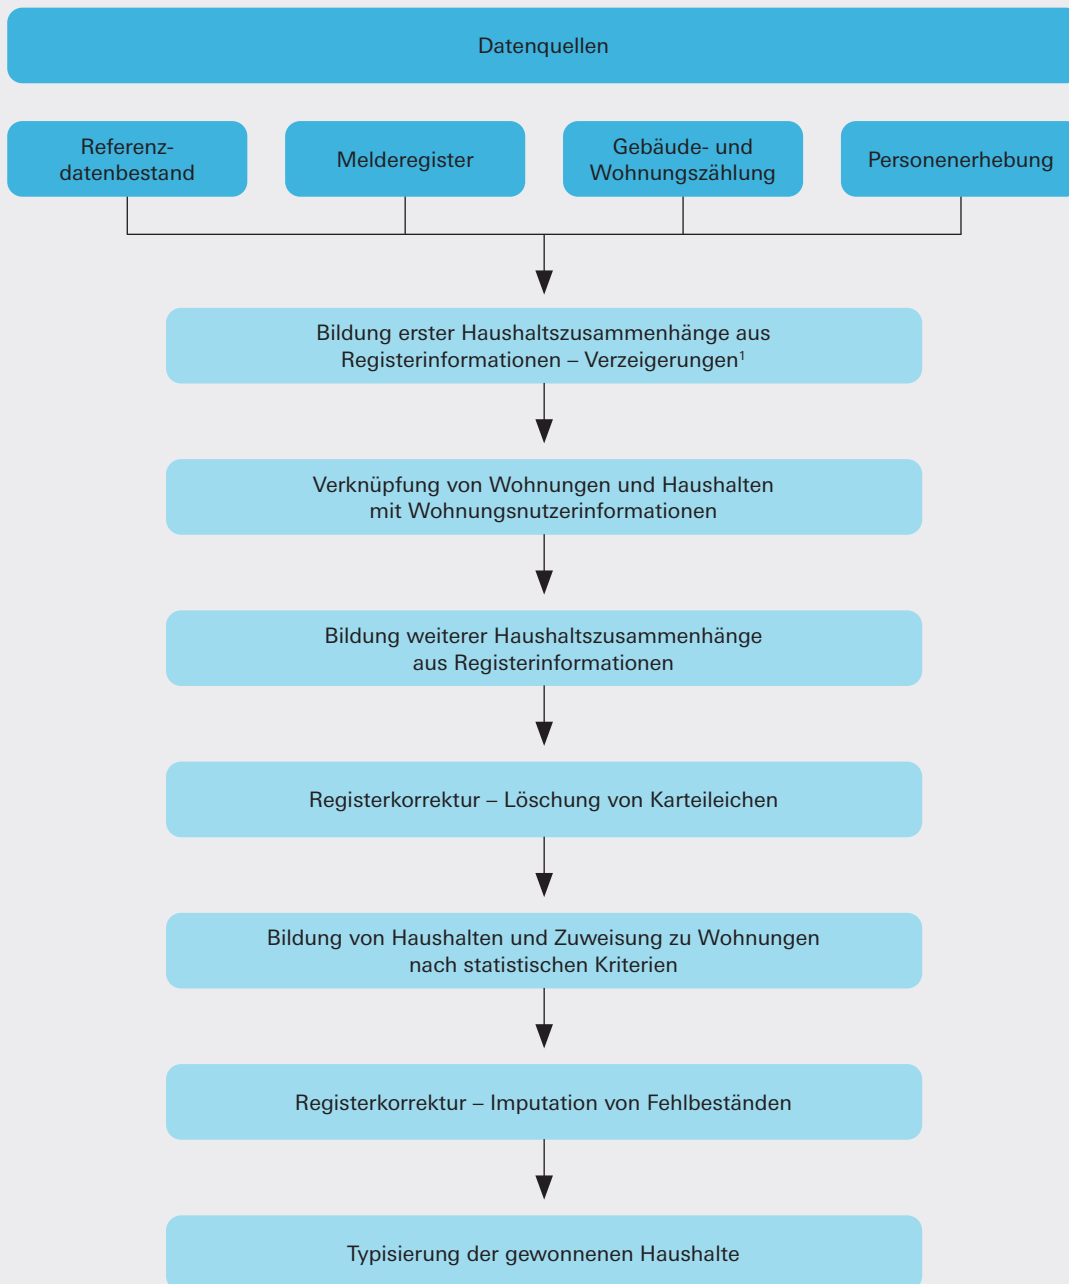 Datenquellen
Referenz-
datenbestand
Melderegister
Gebäude- und
Wohnungszählung
Personenerhebung
Bildung erster Haushaltszusammenhänge aus
Registerinformationen – Verzeigerungen¹
Verknüpfung von Wohnungen und Haushalten
mit Wohnungsnutzerinformationen
Bildung weiterer Haushaltszusammenhänge
aus Registerinformationen
Registerkorrektur – Löschung von Karteileichen
Bildung von Haushalten und Zuweisung zu Wohnungen
nach statistischen Kriterien
Registerkorrektur – Imputation von Fehlbeständen
Typisierung der gewonnenen Haushalte